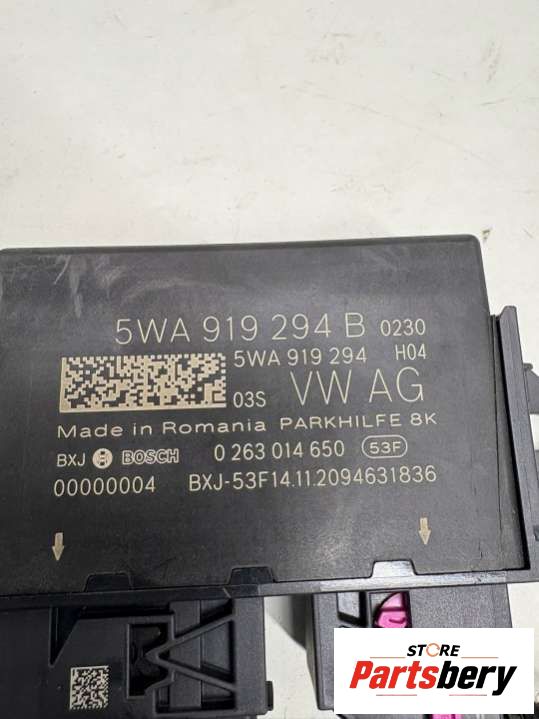 5WA 919 294 B 0230
5WA 919 294 H04
03S VW AG
Made in Romania PARKHILFE 8K
BXJ BOSCH 0 263 014 650 53F
00000004 BXJ-53F14.11.2094631836
STORE
Partsbery